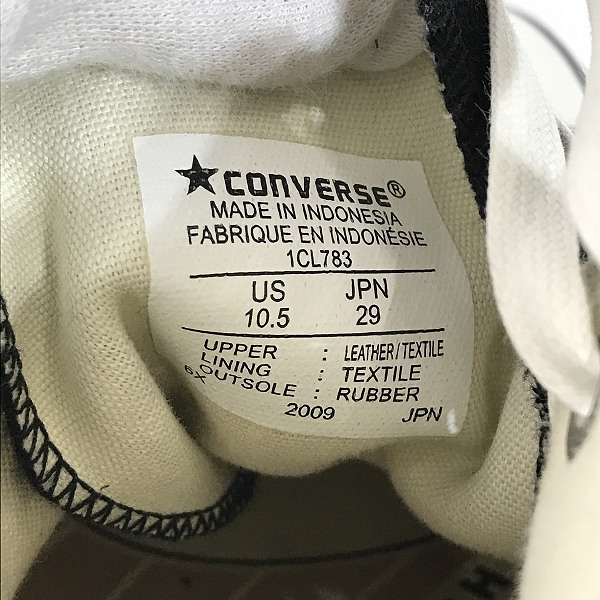 ★CONVERSE®
MADE IN INDONESIA
FABRIQUE EN INDONÉSIE
1CL783
US JPN
10.5 29
UPPER : LEATHER/TEXTILE
LINING : TEXTILE
OUTSOLE : RUBBER
2009 JPN